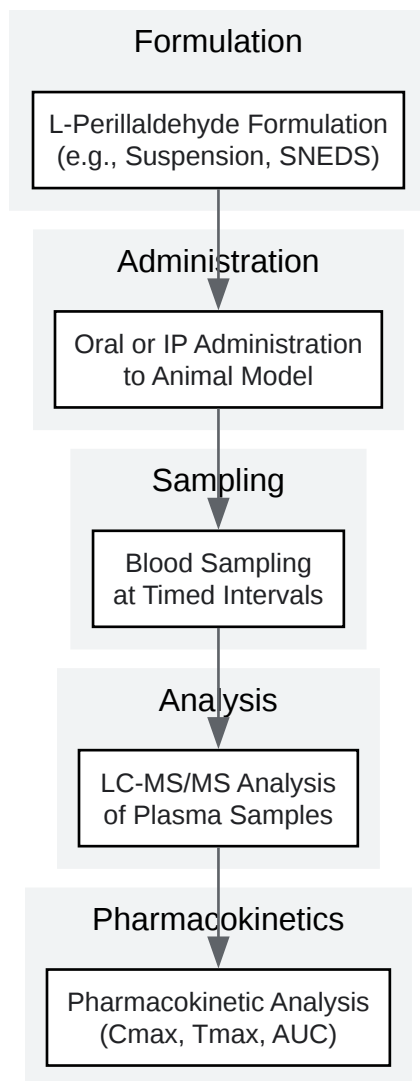 Formulation
L-Perillaldehyde Formulation
(e.g., Suspension, SNEDS)
Administration
Oral or IP Administration
to Animal Model
Sampling
Blood Sampling
at Timed Intervals
Analysis
LC-MS/MS Analysis
of Plasma Samples
Pharmacokinetics
Pharmacokinetic Analysis
(Cmax, Tmax, AUC)